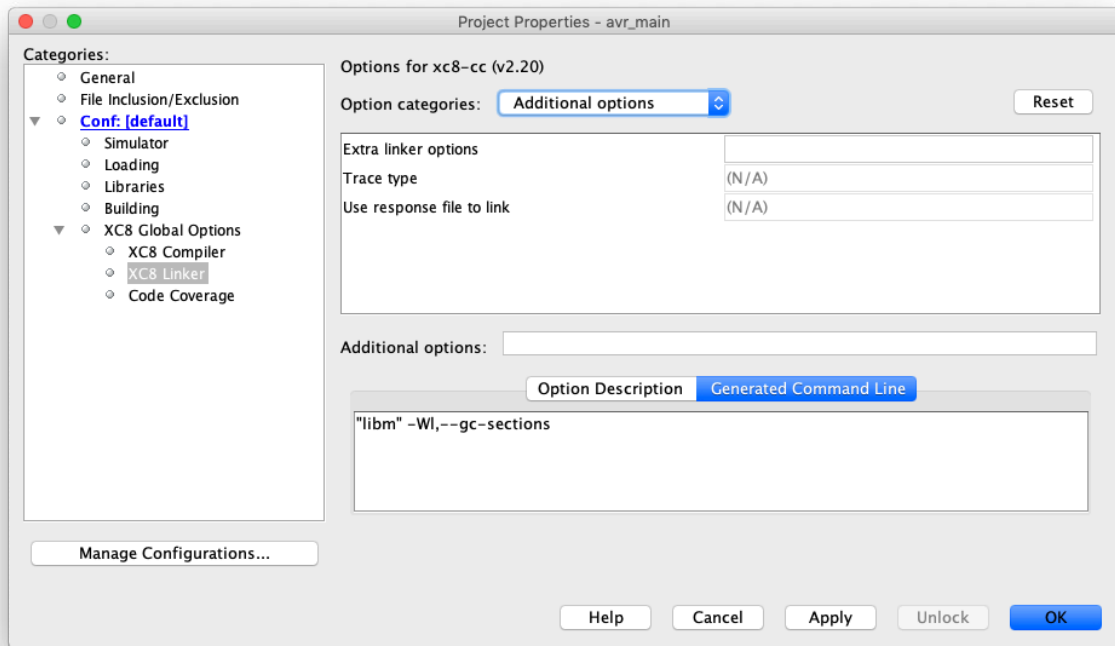 Project Properties - avr_main
Categories:
General
File Inclusion/Exclusion
Conf: [default]
Simulator
Loading
Libraries
Building
XC8 Global Options
XC8 Compiler
XC8 Linker
Code Coverage
Manage Configurations...
Options for xc8-cc (v2.20)
Option categories: Additional options Reset
Extra linker options
Trace type (N/A)
Use response file to link (N/A)
Additional options:
Option Description Generated Command Line
"libm" -Wl,--gc-sections
Help Cancel Apply Unlock OK